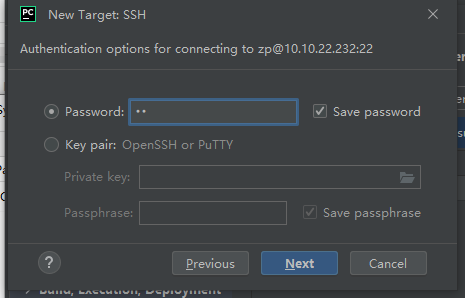 PC New Target: SSH
Authentication options for connecting to zp@10.10.22.232:22
Password: •• Save password
Key pair: OpenSSH or PuTTY
Private key:
Passphrase: Save passphrase
? Previous Next Cancel
Build, Execution, Deployment